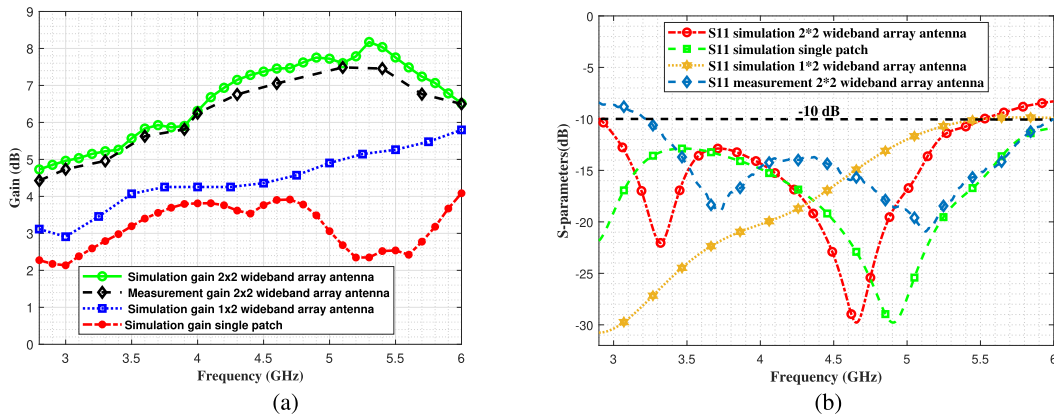 9
8
7
6
5
4
3
2
1
0
Gain (dB)
3
3.5
4
4.5
5
5.5
6
Frequency (GHz)
Simulation gain 2x2 wideband array antenna
Measurement gain 2x2 wideband array antenna
Simulation gain 1x2 wideband array antenna
Simulation gain single patch
(a)
0
-5
-10
-15
-20
-25
-30
S-parameters(dB)
S11 simulation 2*2 wideband array antenna
S11 simulation single patch
S11 simulation 1*2 wideband array antenna
S11 measurement 2*2 wideband array antenna
-10 dB
3
3.5
4
4.5
5
5.5
6
Frequency (GHz)
(b)